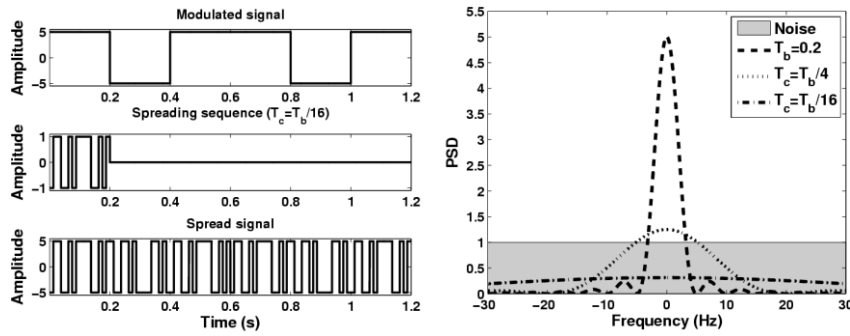 Modulated signal
Amplitude
5
0
−5
0.2 0.4 0.6 0.8 1 1.2
Spreading sequence (T_c=T_b/16)
Amplitude
1
0
−1
0.2 0.4 0.6 0.8 1 1.2
Spread signal
Amplitude
5
0
−5
0.2 0.4 0.6 0.8 1 1.2
Time (s)
PSD
5.5
5
4.5
4
3.5
3
2.5
2
1.5
1
0.5
0
−30 −20 −10 0 10 20 30
Frequency (Hz)
Noise
T_b=0.2
T_c=T_b/4
T_c=T_b/16